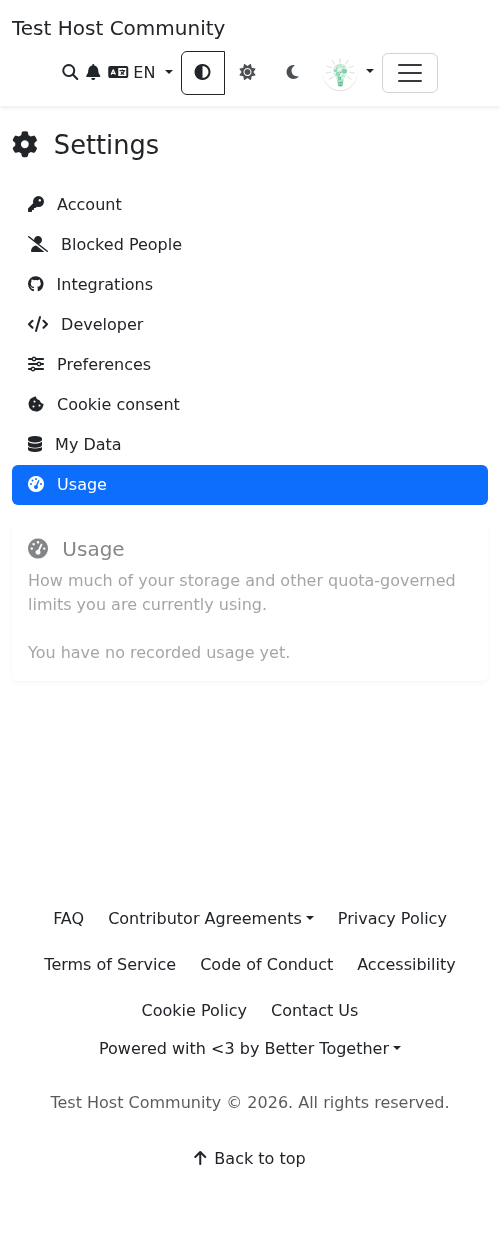 Test Host Community
EN
Settings
Account
Blocked People
Integrations
Developer
Preferences
Cookie consent
My Data
Usage
Usage
How much of your storage and other quota-governed
limits you are currently using.
You have no recorded usage yet.
FAQ Contributor Agreements Privacy Policy
Terms of Service Code of Conduct Accessibility
Cookie Policy Contact Us
Powered with <3 by Better Together
Test Host Community © 2026. All rights reserved.
Back to top